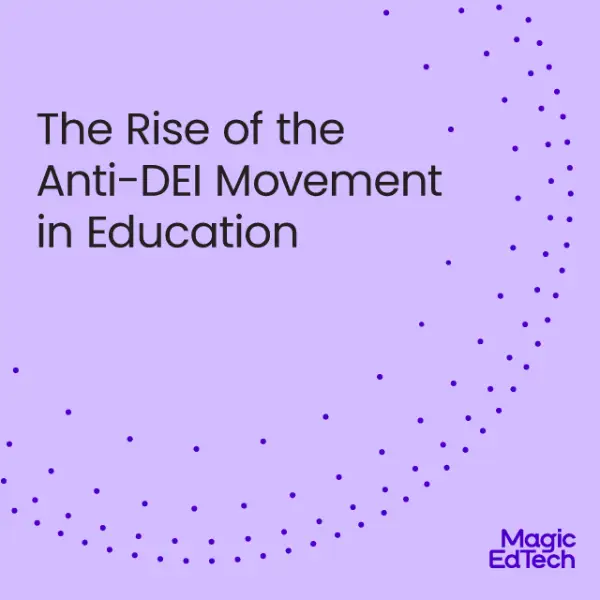 The Rise of the
Anti-DEI Movement
in Education
Magic
EdTech